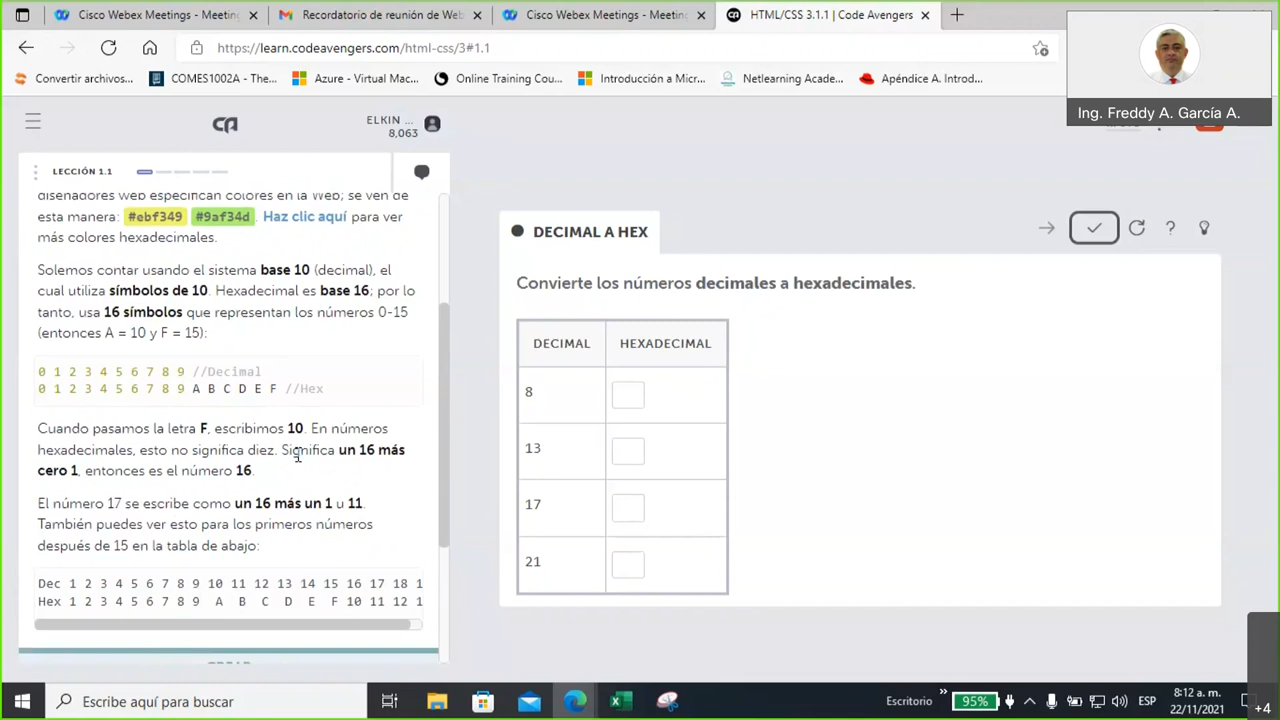 Cisco Webex Meetings - Meeting
Recordatorio de reunión de Web
Cisco Webex Meetings - Meeting
HTML/CSS 3.1.1 | Code Avengers
https://learn.codeavengers.com/html-css/3#1.1
Convertir archivos...
COMES1002A - The...
Azure - Virtual Mac...
Online Training Cou...
Introducción a Micr...
Netlearning Acade...
Apéndice A. Introd...
Ing. Freddy A. García A.
ELKIN ...
8,063
LECCIÓN 1.1
diseñadores web especifican colores en la Web; se ven de
esta manera: #ebf349 #9af34d. Haz clic aquí para ver
más colores hexadecimales.
Solemos contar usando el sistema base 10 (decimal), el
cual utiliza símbolos de 10. Hexadecimal es base 16; por lo
tanto, usa 16 símbolos que representan los números 0-15
(entonces A = 10 y F = 15):
0 1 2 3 4 5 6 7 8 9 //Decimal
0 1 2 3 4 5 6 7 8 9 A B C D E F //Hex
Cuando pasamos la letra F, escribimos 10. En números
hexadecimales, esto no significa diez. Significa un 16 más
cero 1, entonces es el número 16.
El número 17 se escribe como un 16 más un 1 u 11.
También puedes ver esto para los primeros números
después de 15 en la tabla de abajo:
Dec 1 2 3 4 5 6 7 8 9 10 11 12 13 14 15 16 17 18 1
Hex 1 2 3 4 5 6 7 8 9 A B C D E F 10 11 12 1
DECIMAL A HEX
Convierte los números decimales a hexadecimales.
DECIMAL HEXADECIMAL
8
13
17
21
Escribe aquí para buscar
Escritorio
95%
ESP
8:12 a. m.
22/11/2021
+4